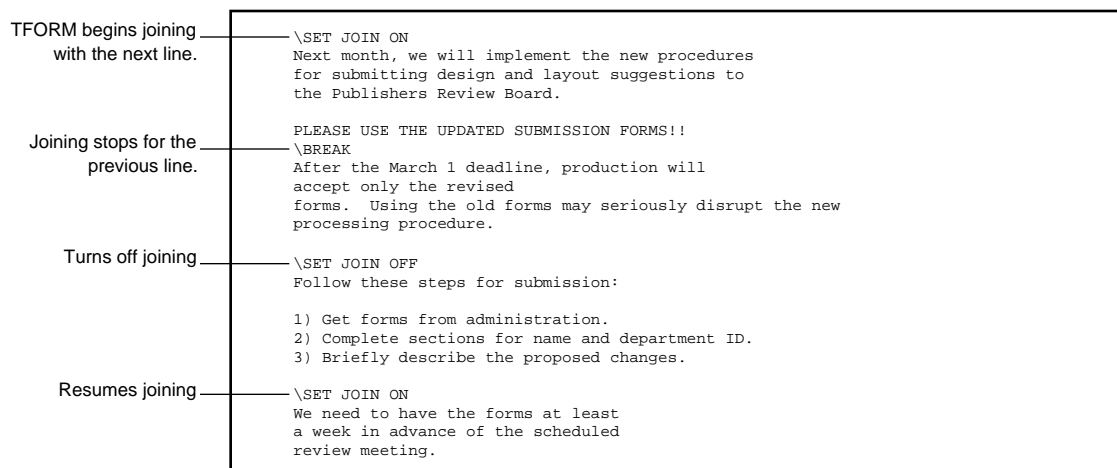 TFORM begins joining
with the next line.
\SET JOIN ON
Next month, we will implement the new procedures
for submitting design and layout suggestions to
the Publishers Review Board.
PLEASE USE THE UPDATED SUBMISSION FORMS!!
Joining stops for the
previous line.
\BREAK
After the March 1 deadline, production will
accept only the revised
forms.  Using the old forms may seriously disrupt the new
processing procedure.
Turns off joining
\SET JOIN OFF
Follow these steps for submission:
1) Get forms from administration.
2) Complete sections for name and department ID.
3) Briefly describe the proposed changes.
Resumes joining
\SET JOIN ON
We need to have the forms at least
a week in advance of the scheduled
review meeting.